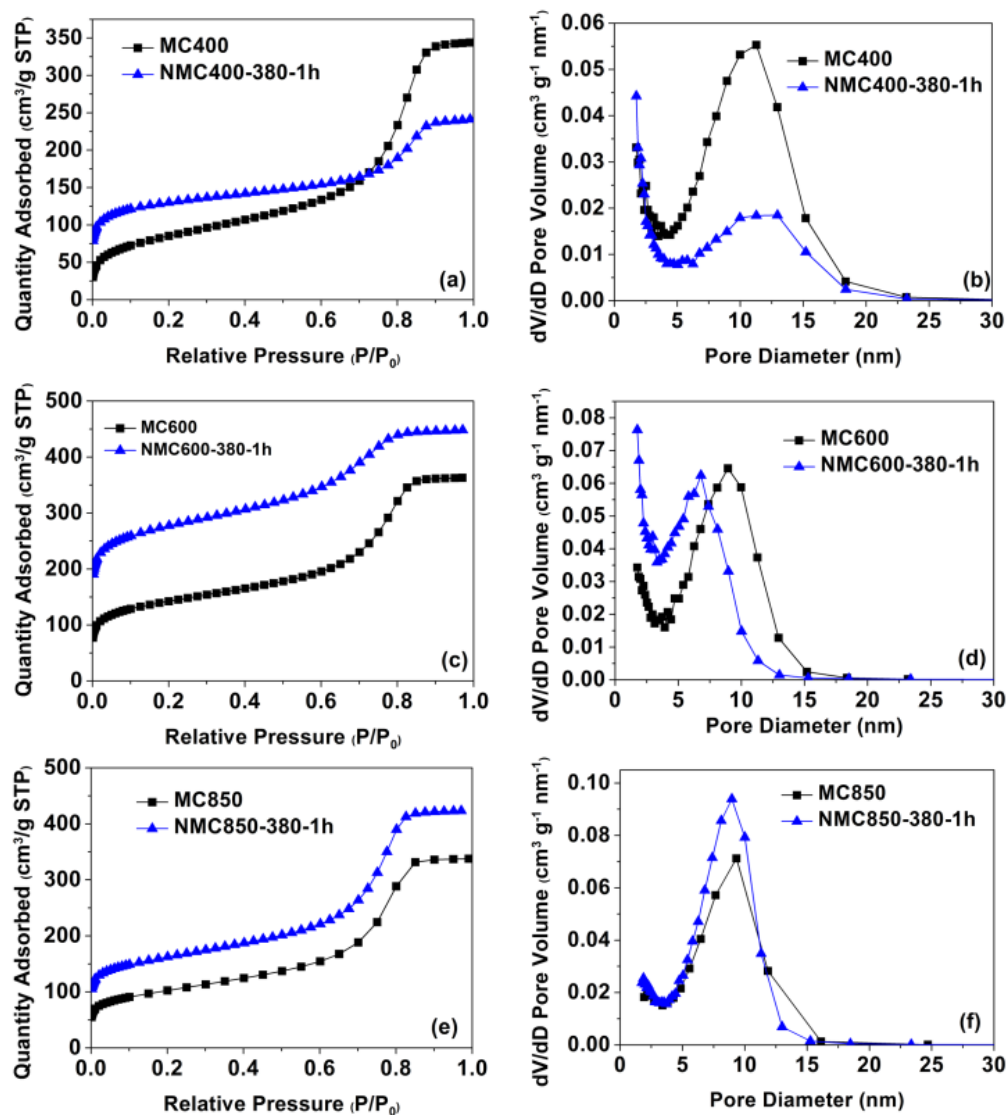 MC400
NMC400-380-1h
Quantity Adsorbed (cm³/g STP)
350
300
250
200
150
100
50
0
0.0 0.2 0.4 0.6 0.8 1.0
Relative Pressure (P/P₀)
(a)
MC400
NMC400-380-1h
dV/dD Pore Volume (cm³ g⁻¹ nm⁻¹)
0.06
0.05
0.04
0.03
0.02
0.01
0.00
0 5 10 15 20 25 30
Pore Diameter (nm)
(b)
MC600
NMC600-380-1h
Quantity Adsorbed (cm³/g STP)
500
400
300
200
100
0
0.0 0.2 0.4 0.6 0.8 1.0
Relative Pressure (P/P₀)
(c)
MC600
NMC600-380-1h
dV/dD Pore Volume (cm³ g⁻¹ nm⁻¹)
0.08
0.07
0.06
0.05
0.04
0.03
0.02
0.01
0.00
0 5 10 15 20 25 30
Pore Diameter (nm)
(d)
MC850
NMC850-380-1h
Quantity Adsorbed (cm³/g STP)
500
400
300
200
100
0
0.0 0.2 0.4 0.6 0.8 1.0
Relative Pressure (P/P₀)
(e)
MC850
NMC850-380-1h
dV/dD Pore Volume (cm³ g⁻¹ nm⁻¹)
0.10
0.08
0.06
0.04
0.02
0.00
0 5 10 15 20 25 30
Pore Diameter (nm)
(f)